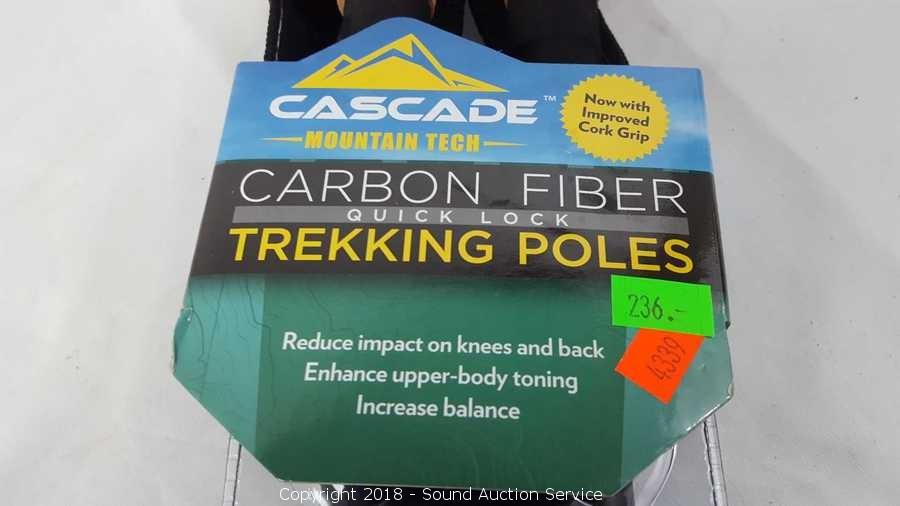 CASCADE™
MOUNTAIN TECH
Now with
Improved
Cork Grip
CARBON FIBER
QUICK LOCK
TREKKING POLES
236.-
4339
Reduce impact on knees and back
Enhance upper-body toning
Increase balance
Copyright 2018 - Sound Auction Service